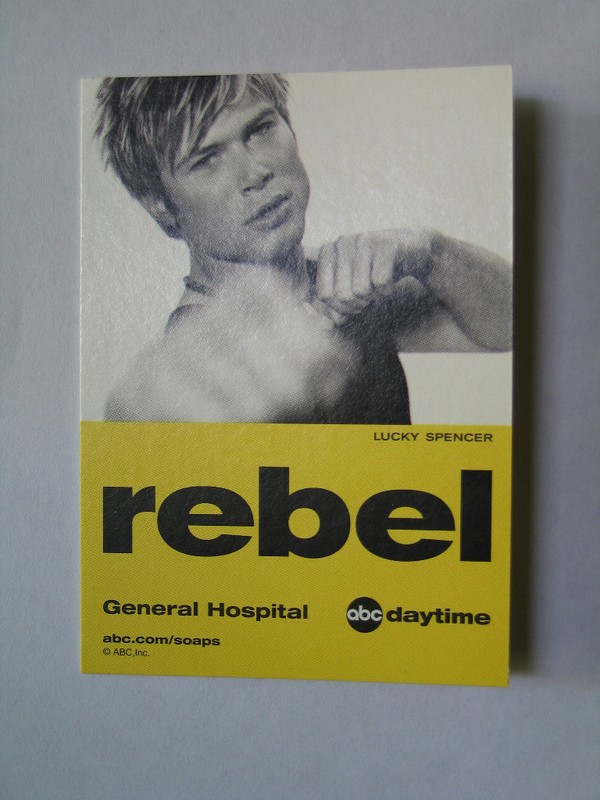 LUCKY SPENCER
rebel
General Hospital
abc daytime
abc.com/soaps
© ABC,Inc.